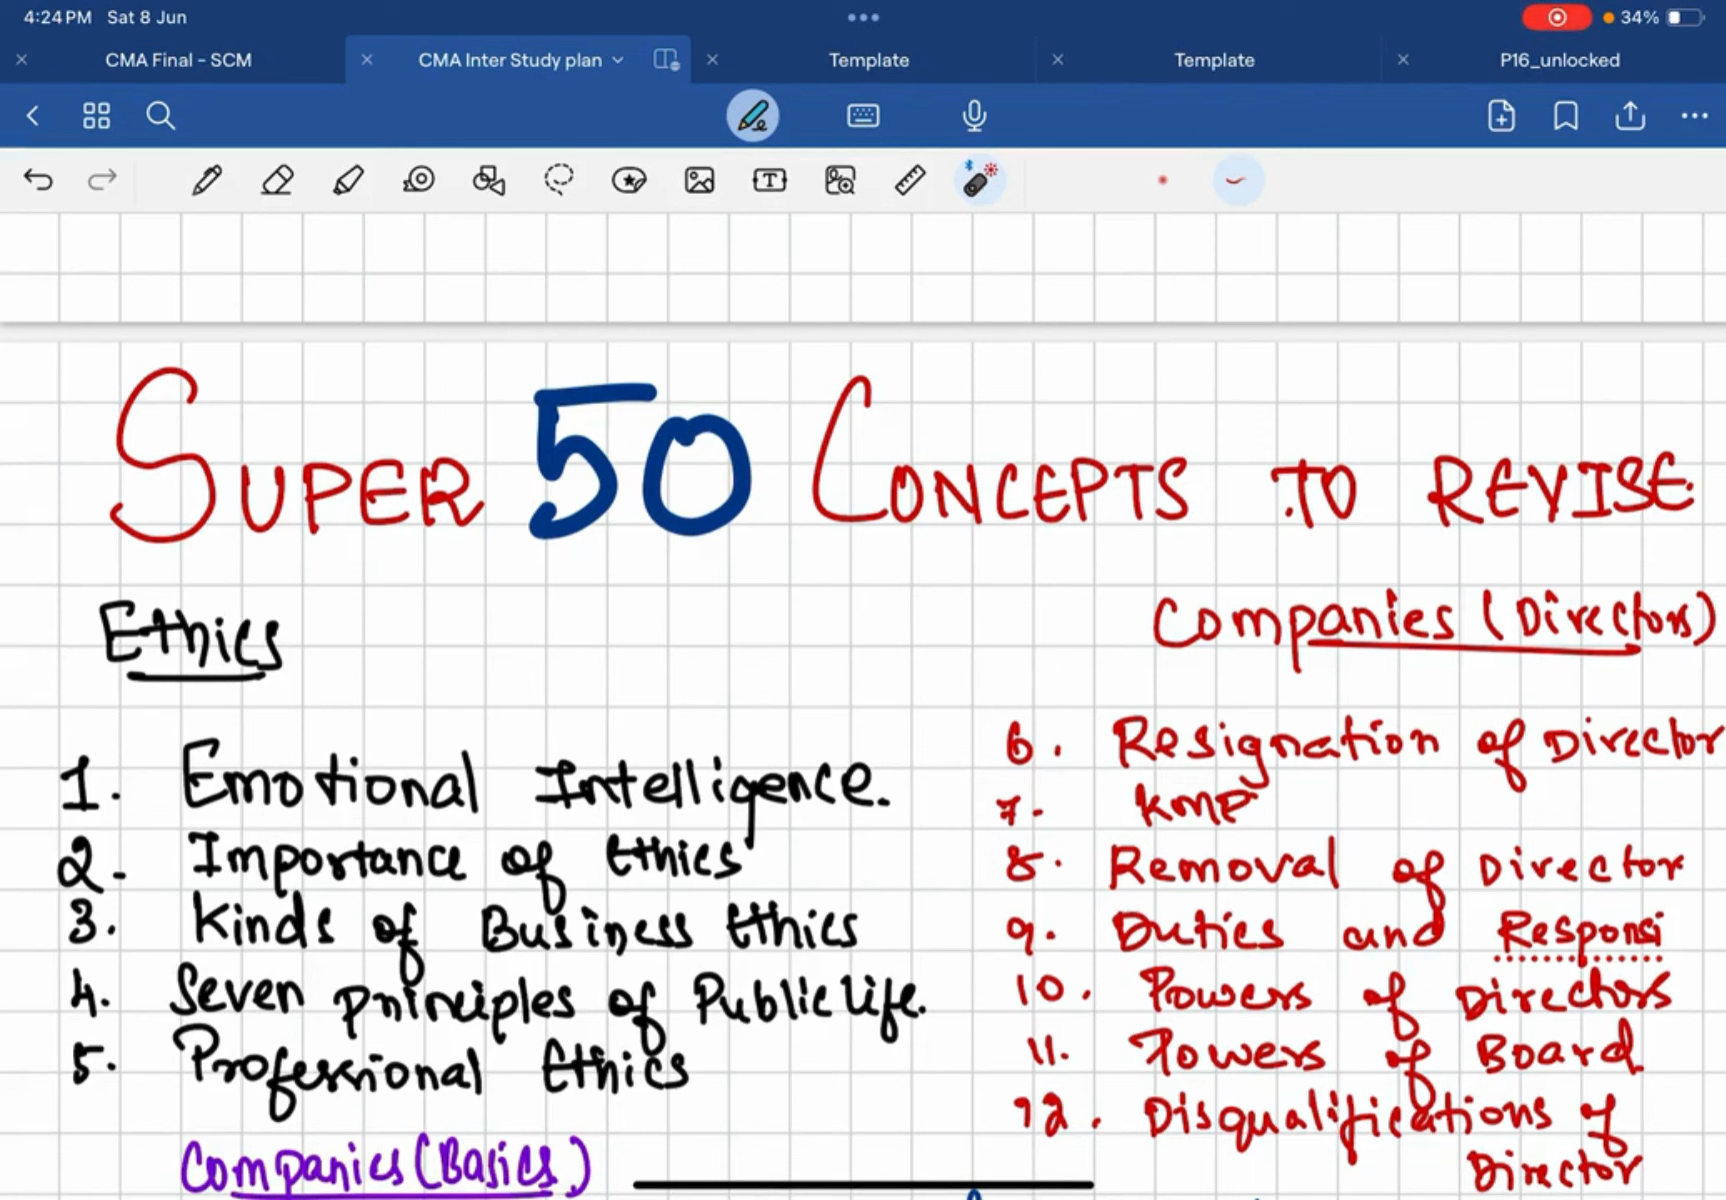 4:24 PM Sat 8 Jun
34%
CMA Final - SCM
CMA Inter Study plan
Template
Template
P16_unlocked
SUPER 50 CONCEPTS TO REVISE
Ethics
1. Emotional Intelligence.
2. Importance of Ethics
3. Kinds of Business Ethics
4. Seven principles of Public life.
5. Professional Ethics
Companies (Basics)
Companies (Directors)
6. Resignation of Director
7. KMP
8. Removal of Director
9. Duties and Responsi
10. Powers of Directors
11. Powers of Board
12. Disqualifications of
Director